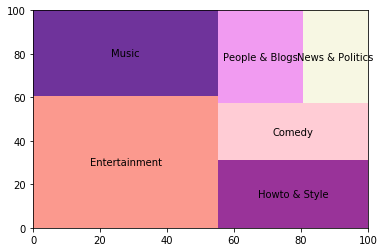 100
80
60
40
20
0
Music
People & Blogs
News & Politics
Comedy
Entertainment
Howto & Style
0
20
40
60
80
100